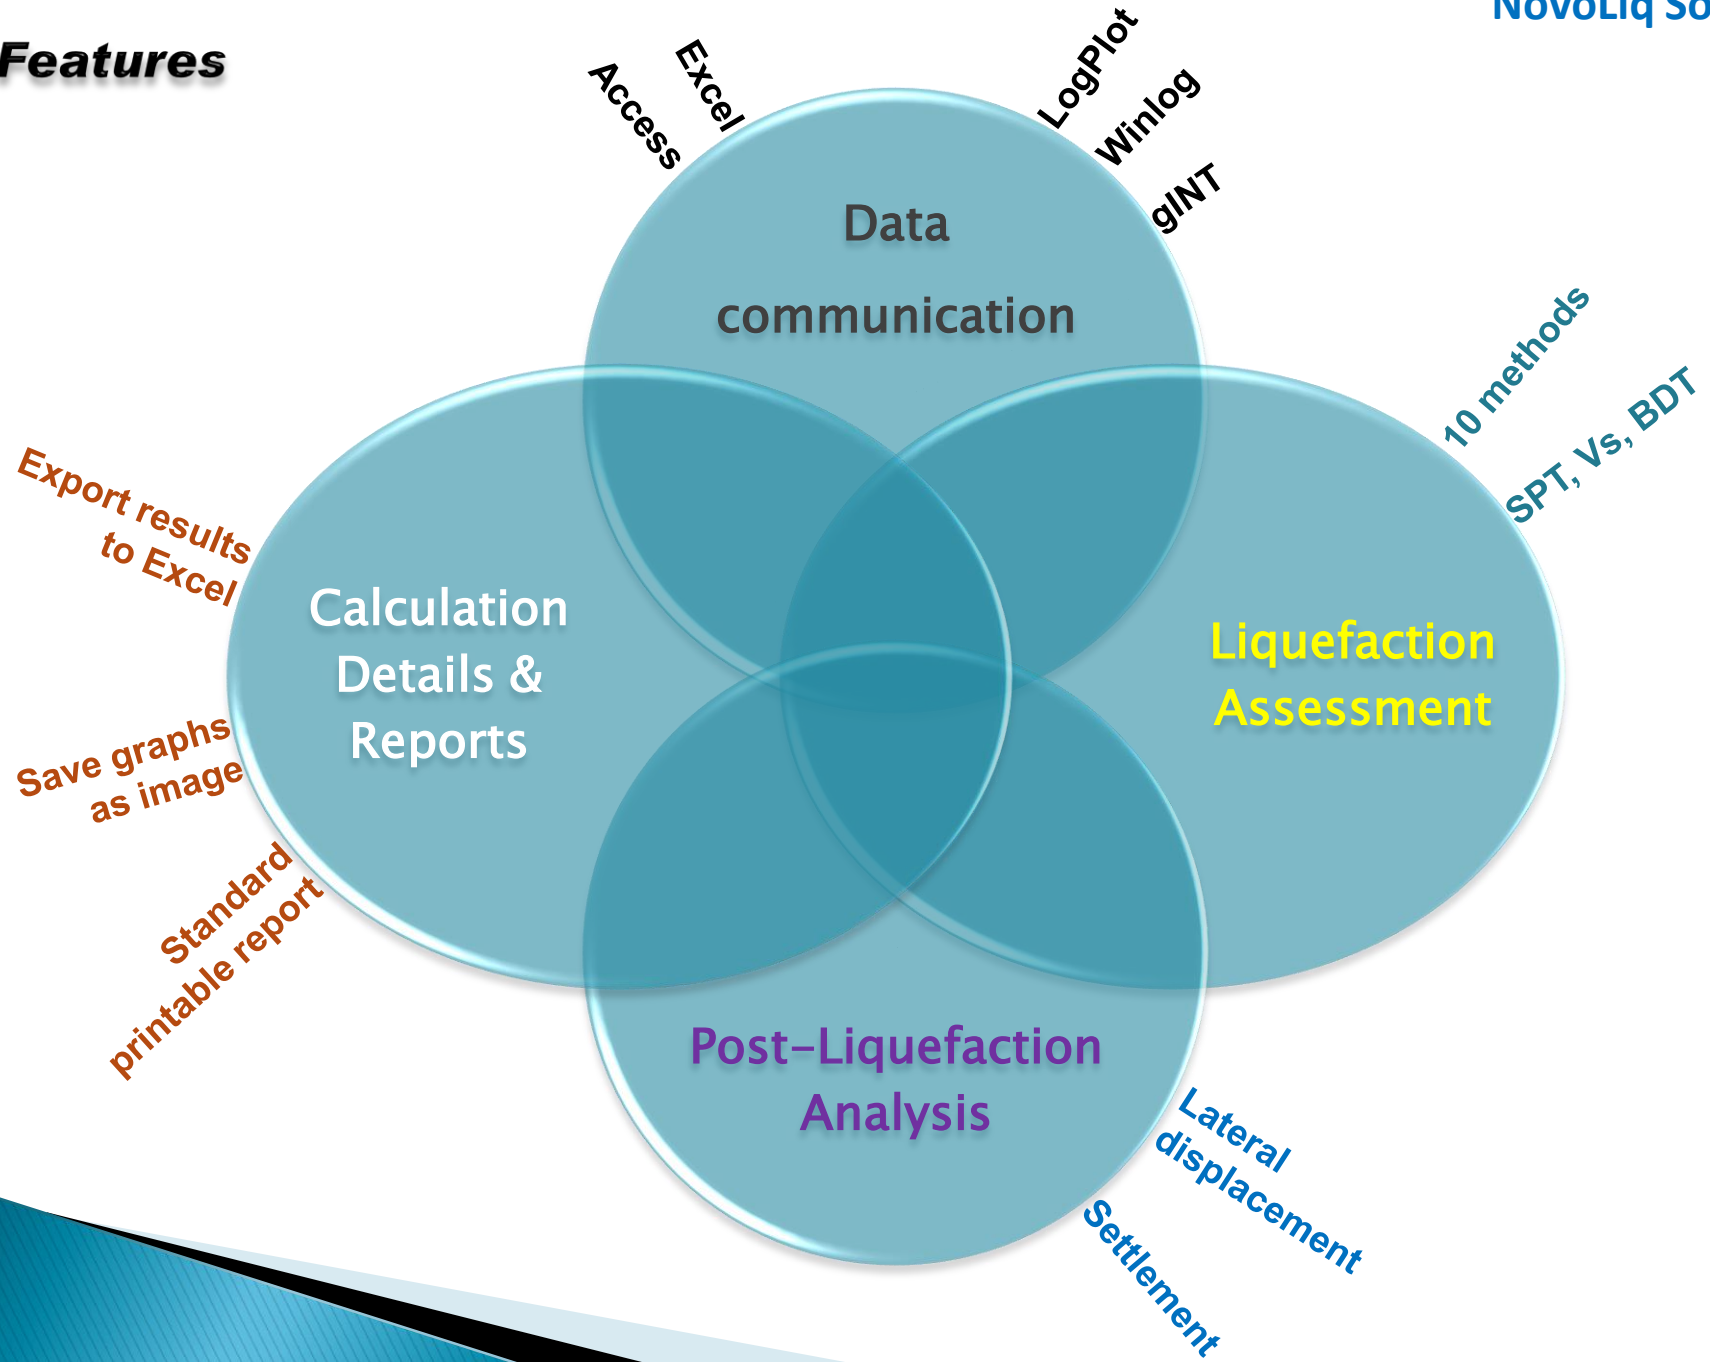 NovoLiq So
Features
Access
Excel
LogPlot
Winlog
gINT
Data
communication
10 methods
SPT, Vs, BDT
Export results
to Excel
Calculation
Details &
Reports
Liquefaction
Assessment
Save graphs
as image
Standard
printable report
Post-Liquefaction
Analysis
Lateral
displacement
Settlement